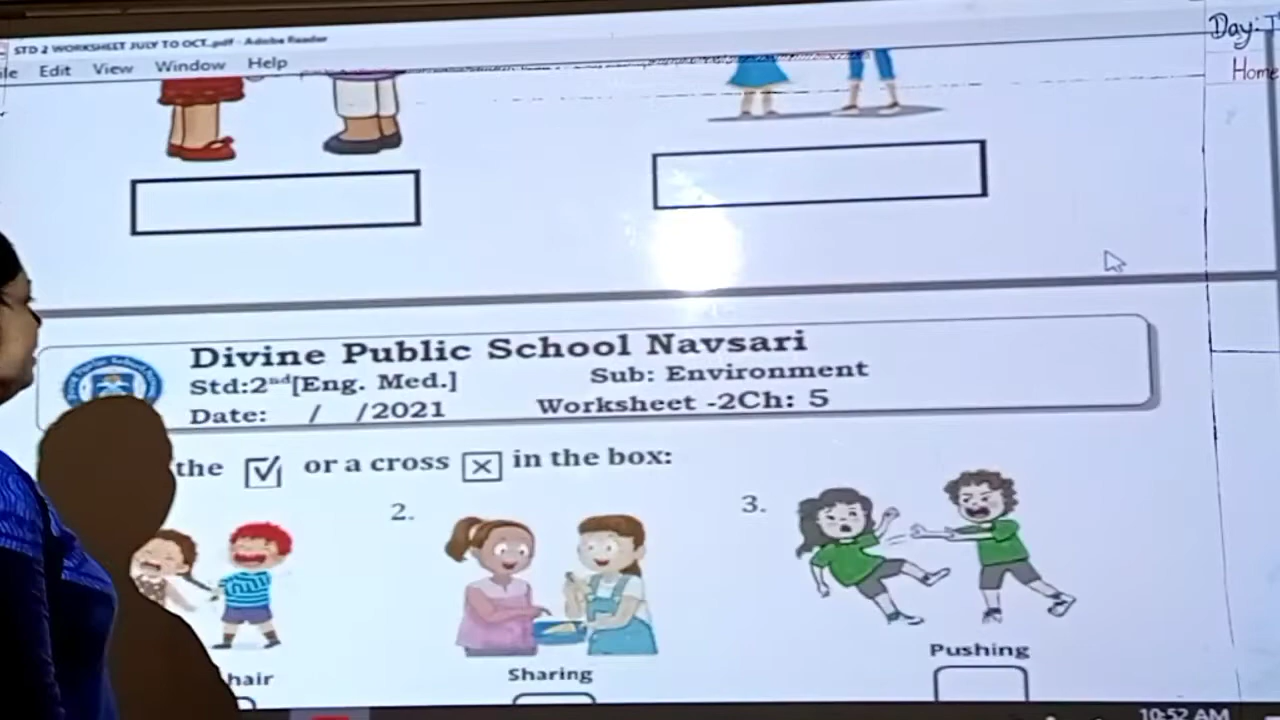 STD 2 WORKSHEET JULY TO OCT.pdf - Adobe Reader
Edit View Window Help
Day:
Home
Divine Public School Navsari
Std:2nd[Eng. Med.] Sub: Environment
Date: / /2021 Worksheet -2Ch: 5
the ☑ or a cross ☒ in the box:
2.
3.
hair
Sharing
Pushing
10:52 AM